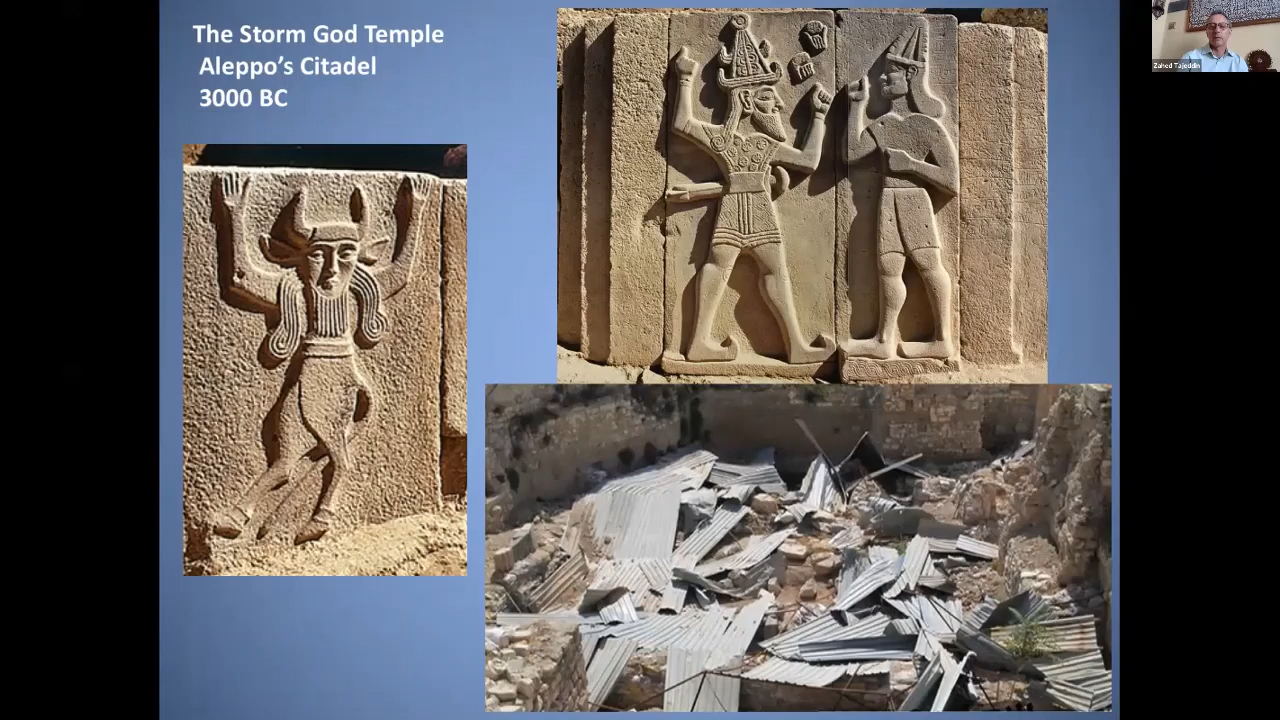 The Storm God Temple
Aleppo's Citadel
3000 BC
Zahed Tajeddin